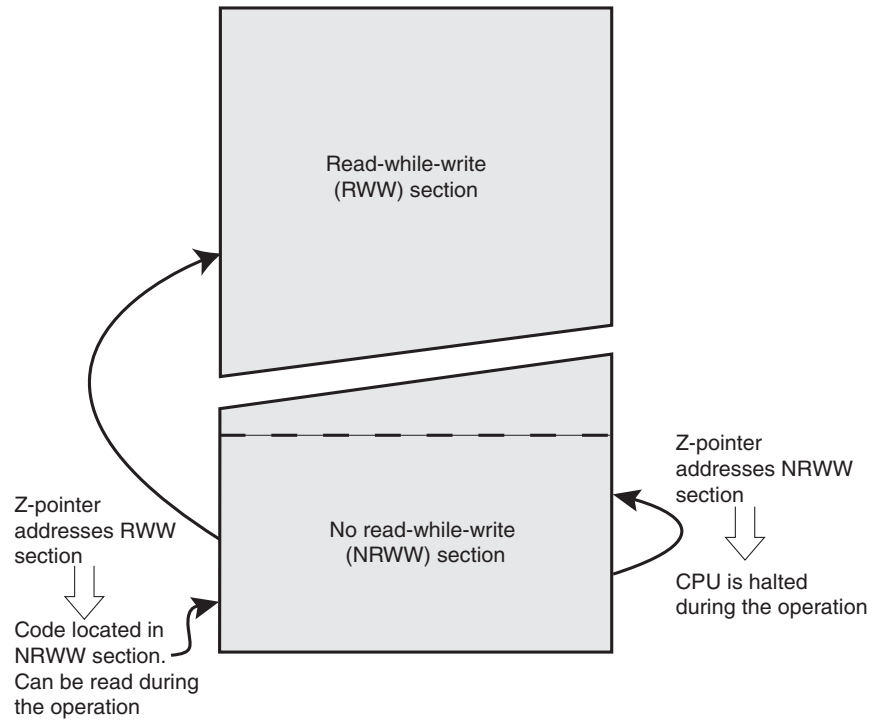 Read-while-write
(RWW) section
No read-while-write
(NRWW) section
Z-pointer
addresses RWW
section
Code located in
NRWW section.
Can be read during
the operation
Z-pointer
addresses NRWW
section
CPU is halted
during the operation